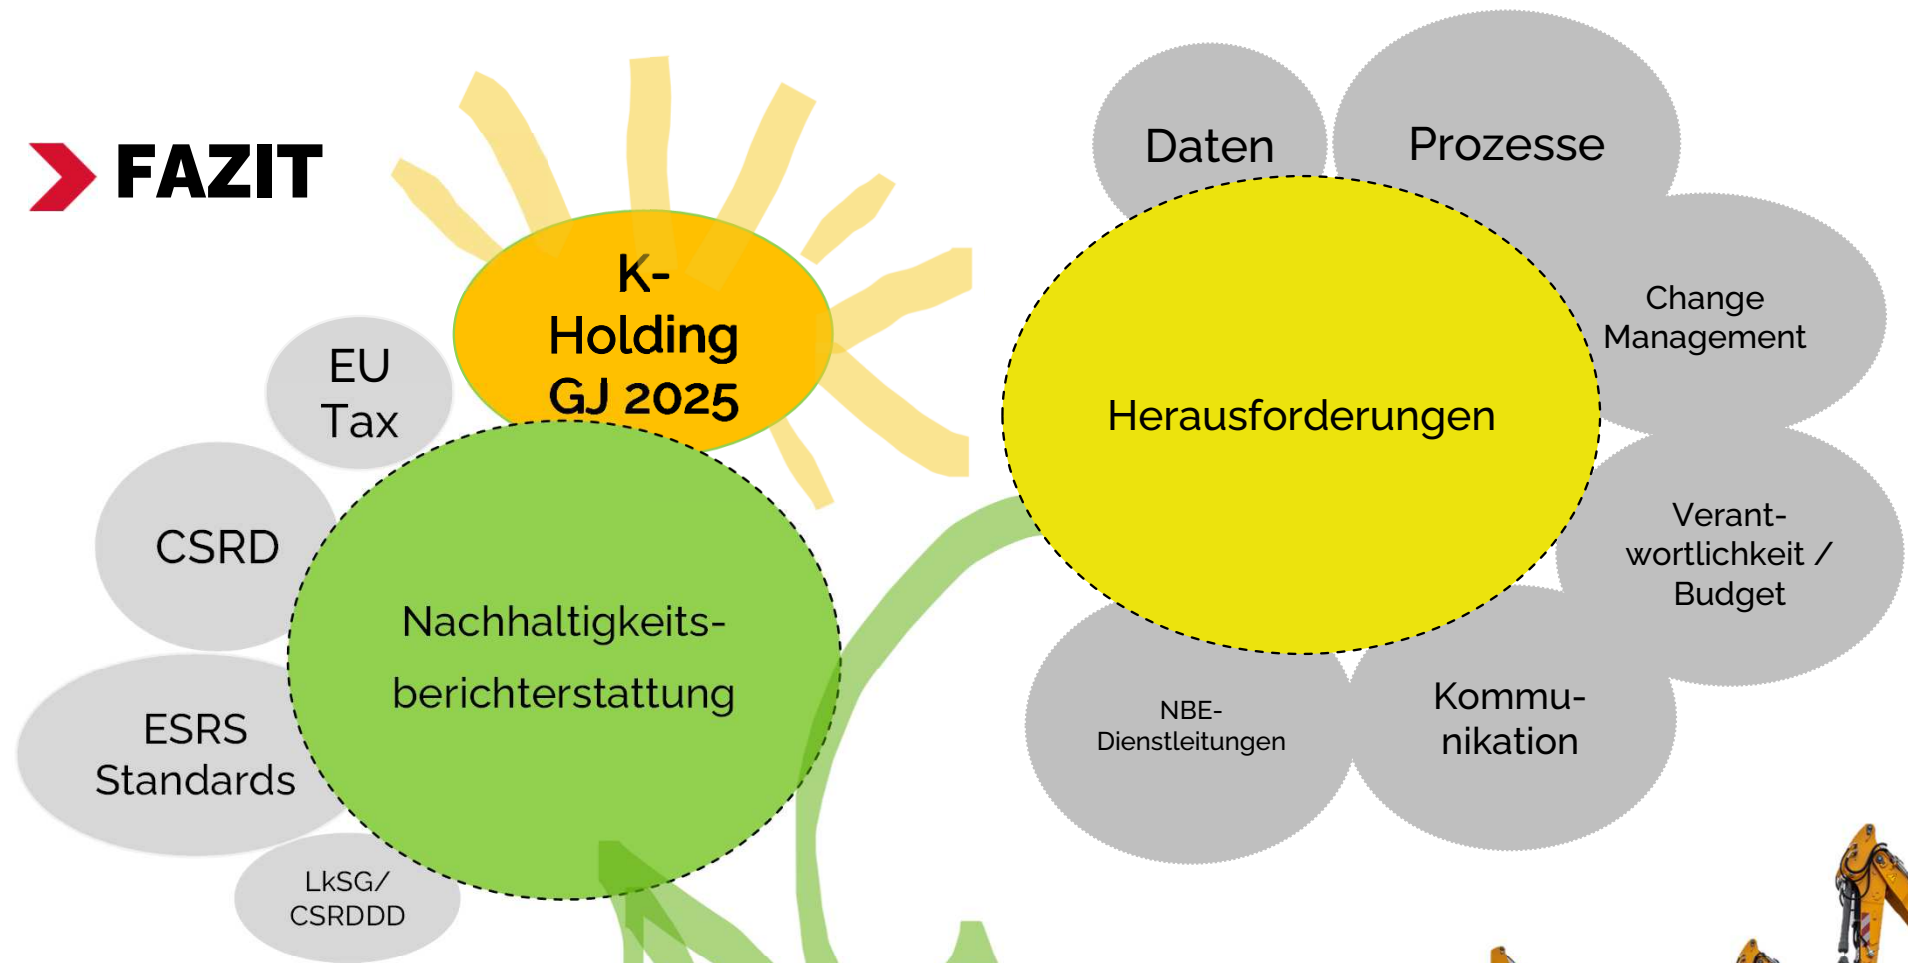 FAZIT
K-
Holding
GJ 2025
EU
Tax
CSRD
ESRS
Standards
LkSG/
CSRDDD
Nachhaltigkeits-
berichterstattung
Daten
Prozesse
Change
Management
Herausforderungen
Verant-
wortlichkeit /
Budget
Kommu-
nikation
NBE-
Dienstleitungen